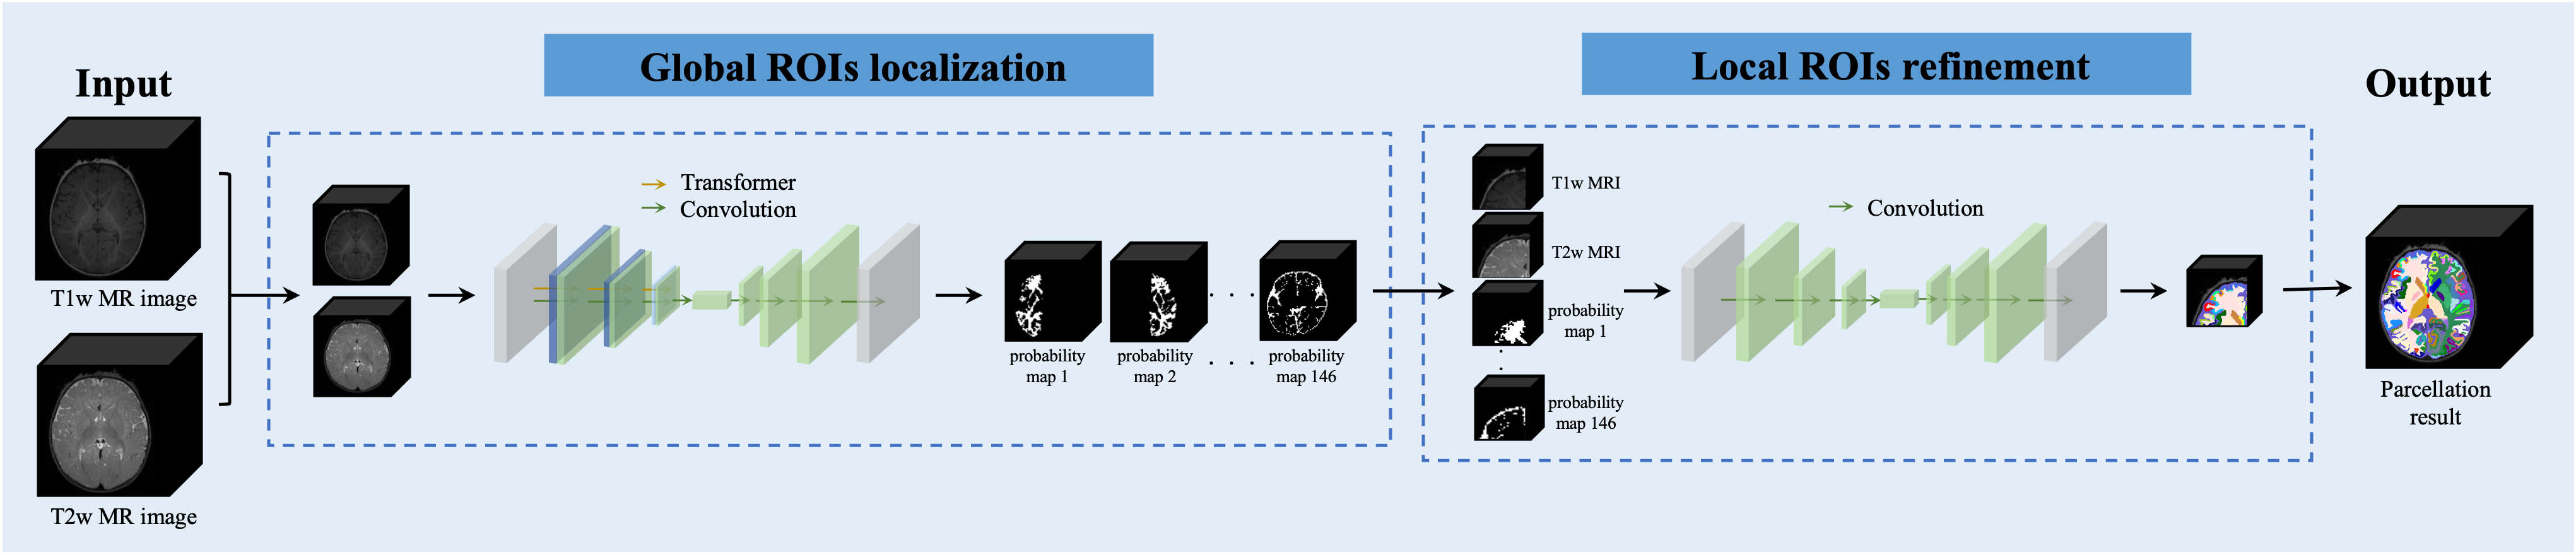 Input
T1w MR image
T2w MR image
Global ROIs localization
Transformer
Convolution
probability
map 1
probability
map 2
. . .
. . .
probability
map 146
Local ROIs refinement
T1w MRI
T2w MRI
probability
map 1
probability
map 146
Convolution
Output
Parcellation
result